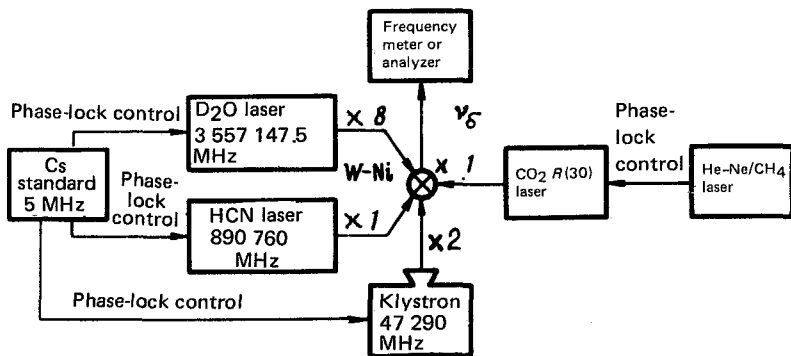 Frequency
meter or
analyzer
Phase-lock control
D2O laser
3 557 147.5
MHz
× 8
νδ
Phase-
lock
control
Cs
standard
5 MHz
Phase-
lock
control
W-Ni
× 1
CO2 R(30)
laser
He-Ne/CH4
laser
HCN laser
890 760
MHz
×1
×2
Phase-lock control
Klystron
47 290
MHz